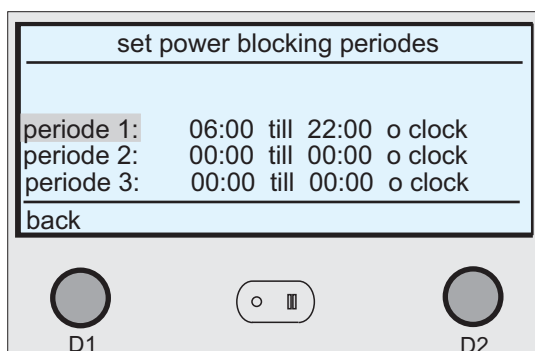 set power blocking periodes
periode 1: 06:00 till 22:00 o clock
periode 2: 00:00 till 00:00 o clock
periode 3: 00:00 till 00:00 o clock
back
D1 D2